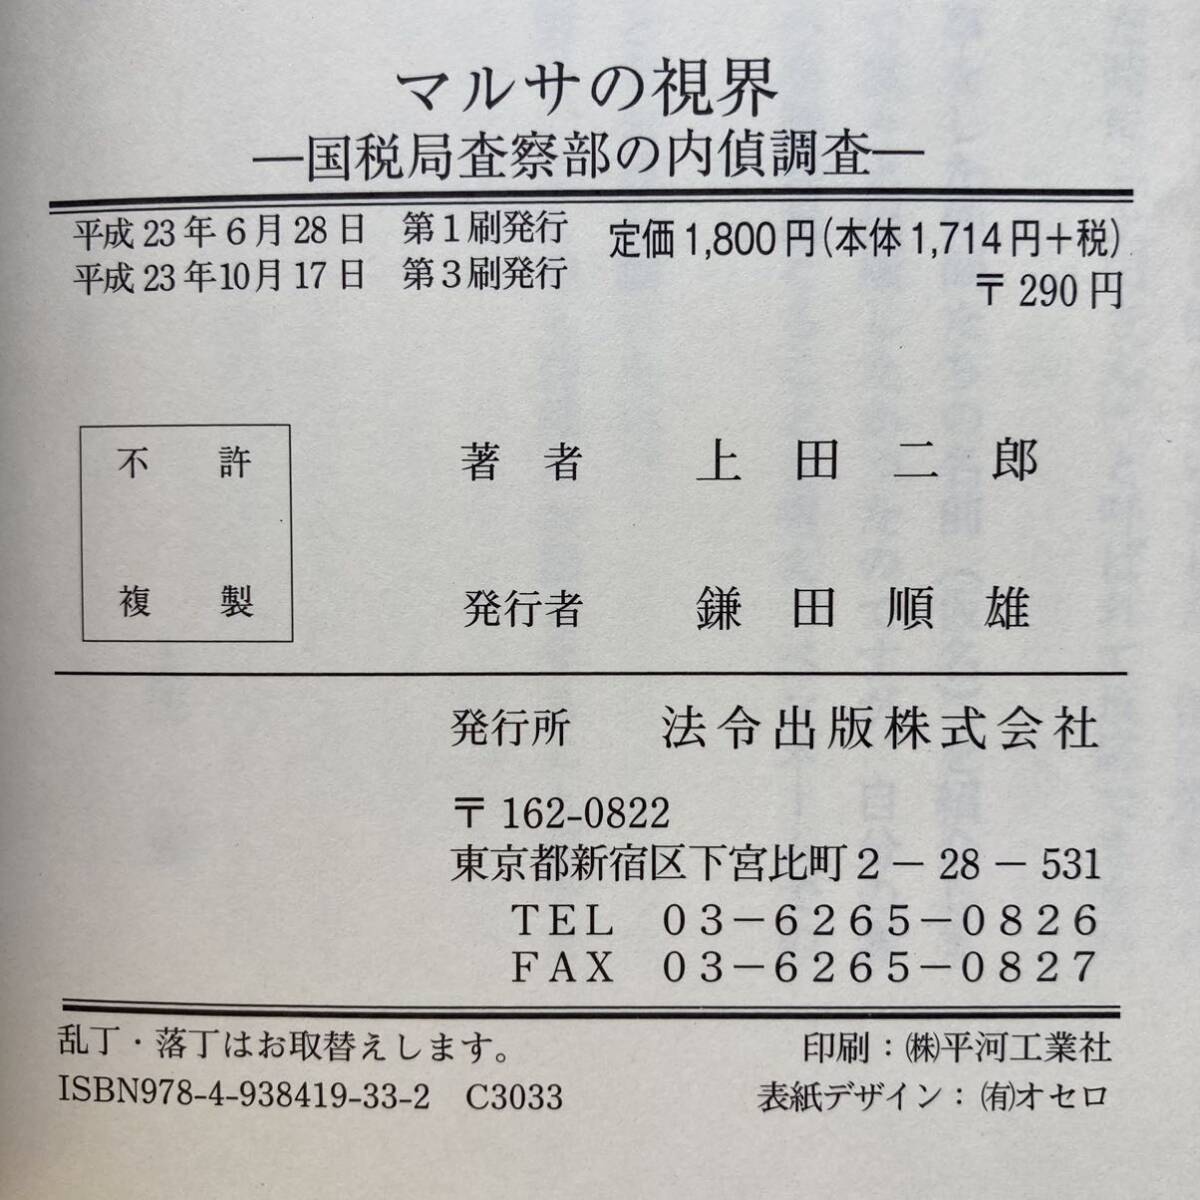 マルサの視界
―国税局査察部の内偵調査―
平成23年6月28日　第1刷発行
平成23年10月17日　第3刷発行
定価1,800円(本体1,714円+税)
〒290円
不許
複製
著者　上田二郎
発行者　鎌田順雄
発行所　法令出版株式会社
〒162-0822
東京都新宿区下宮比町2－28－531
TEL　03－6265－0826
FAX　03－6265－0827
乱丁・落丁はお取替えします。
ISBN978-4-938419-33-2　C3033
印刷：㈱平河工業社
表紙デザイン：㈲オセロ